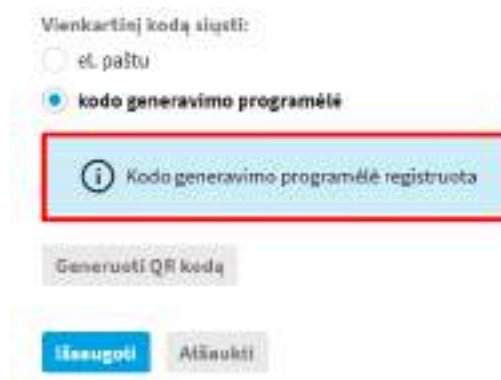 Vienkartinį kodą siųsti:
el. paštu
kodo generavimo programėlė
Kodo generavimo programėlė registruota
Generuoti QR kodą
Išsaugoti Atšaukti